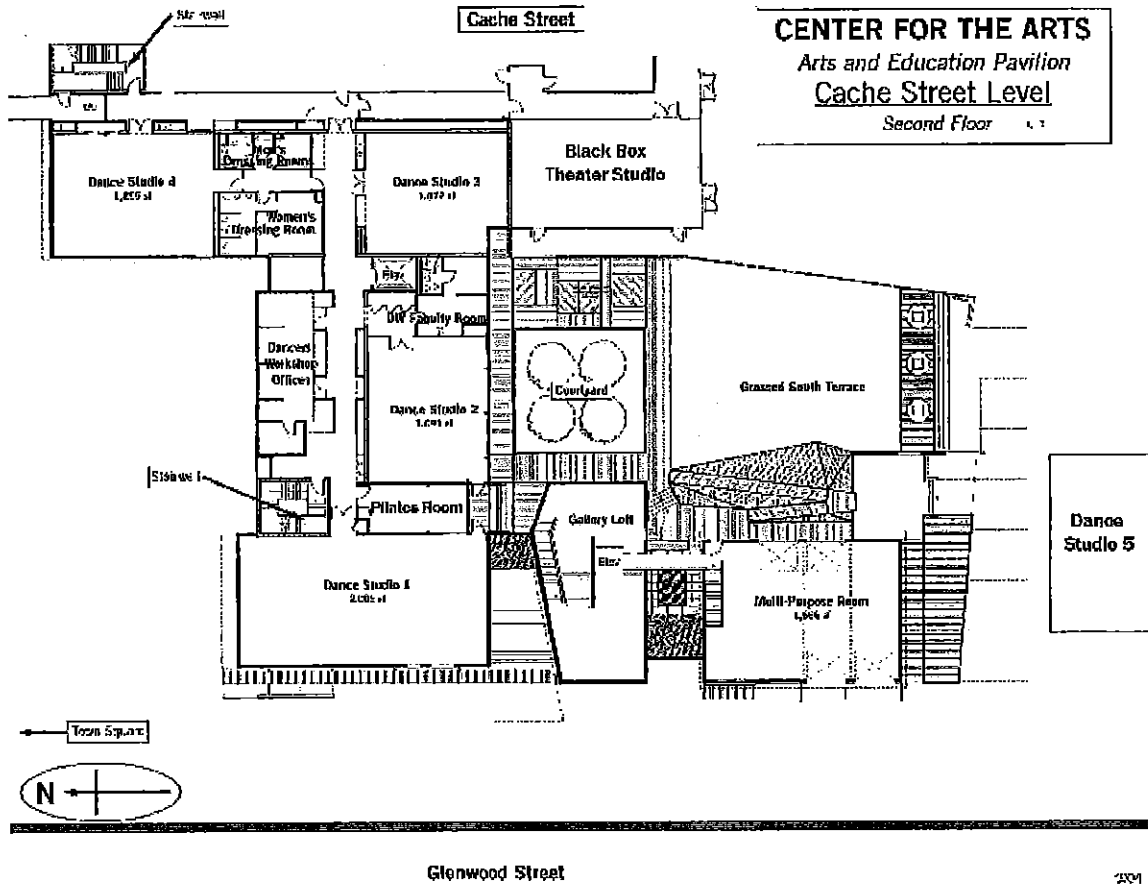 Cache Street
CENTER FOR THE ARTS
Arts and Education Pavilion
Cache Street Level
Second Floor
Dressing Room
Black Box
Theater Studio
Dance Studio 4
Dance Studio 3
Women's
Dressing Room
Elev
Faculty Room
Dancers
Workshop
Offices
Courtyard
Grassed South Terrace
Dance Studio 2
Pilates Room
Gallery Loft
Dance
Studio 5
Elev
Dance Studio 1
Multi-Purpose Room
Town Square
N
Glenwood Street